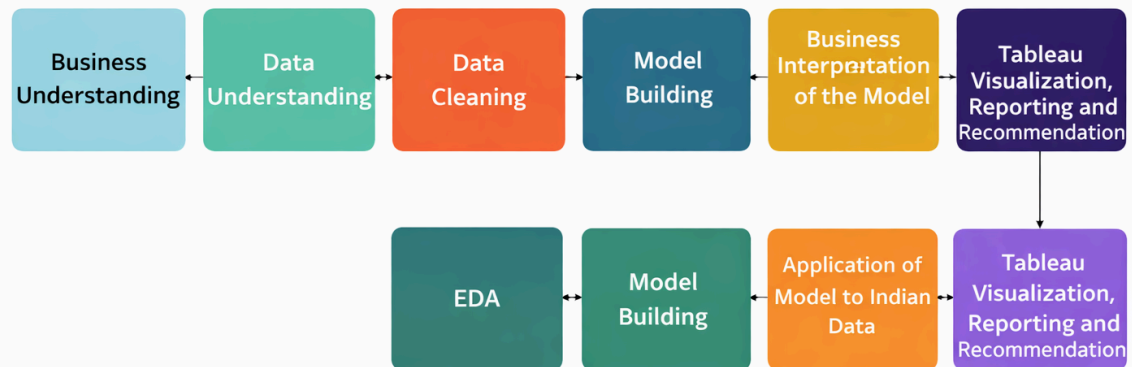 Business
Understanding
Data
Understanding
Data
Cleaning
Model
Building
Business
Interpretation
of the Model
Tableau
Visualization,
Reporting and
Recommendation
EDA
Model
Building
Application of
Model to Indian
Data
Tableau
Visualization,
Reporting and
Recommendation